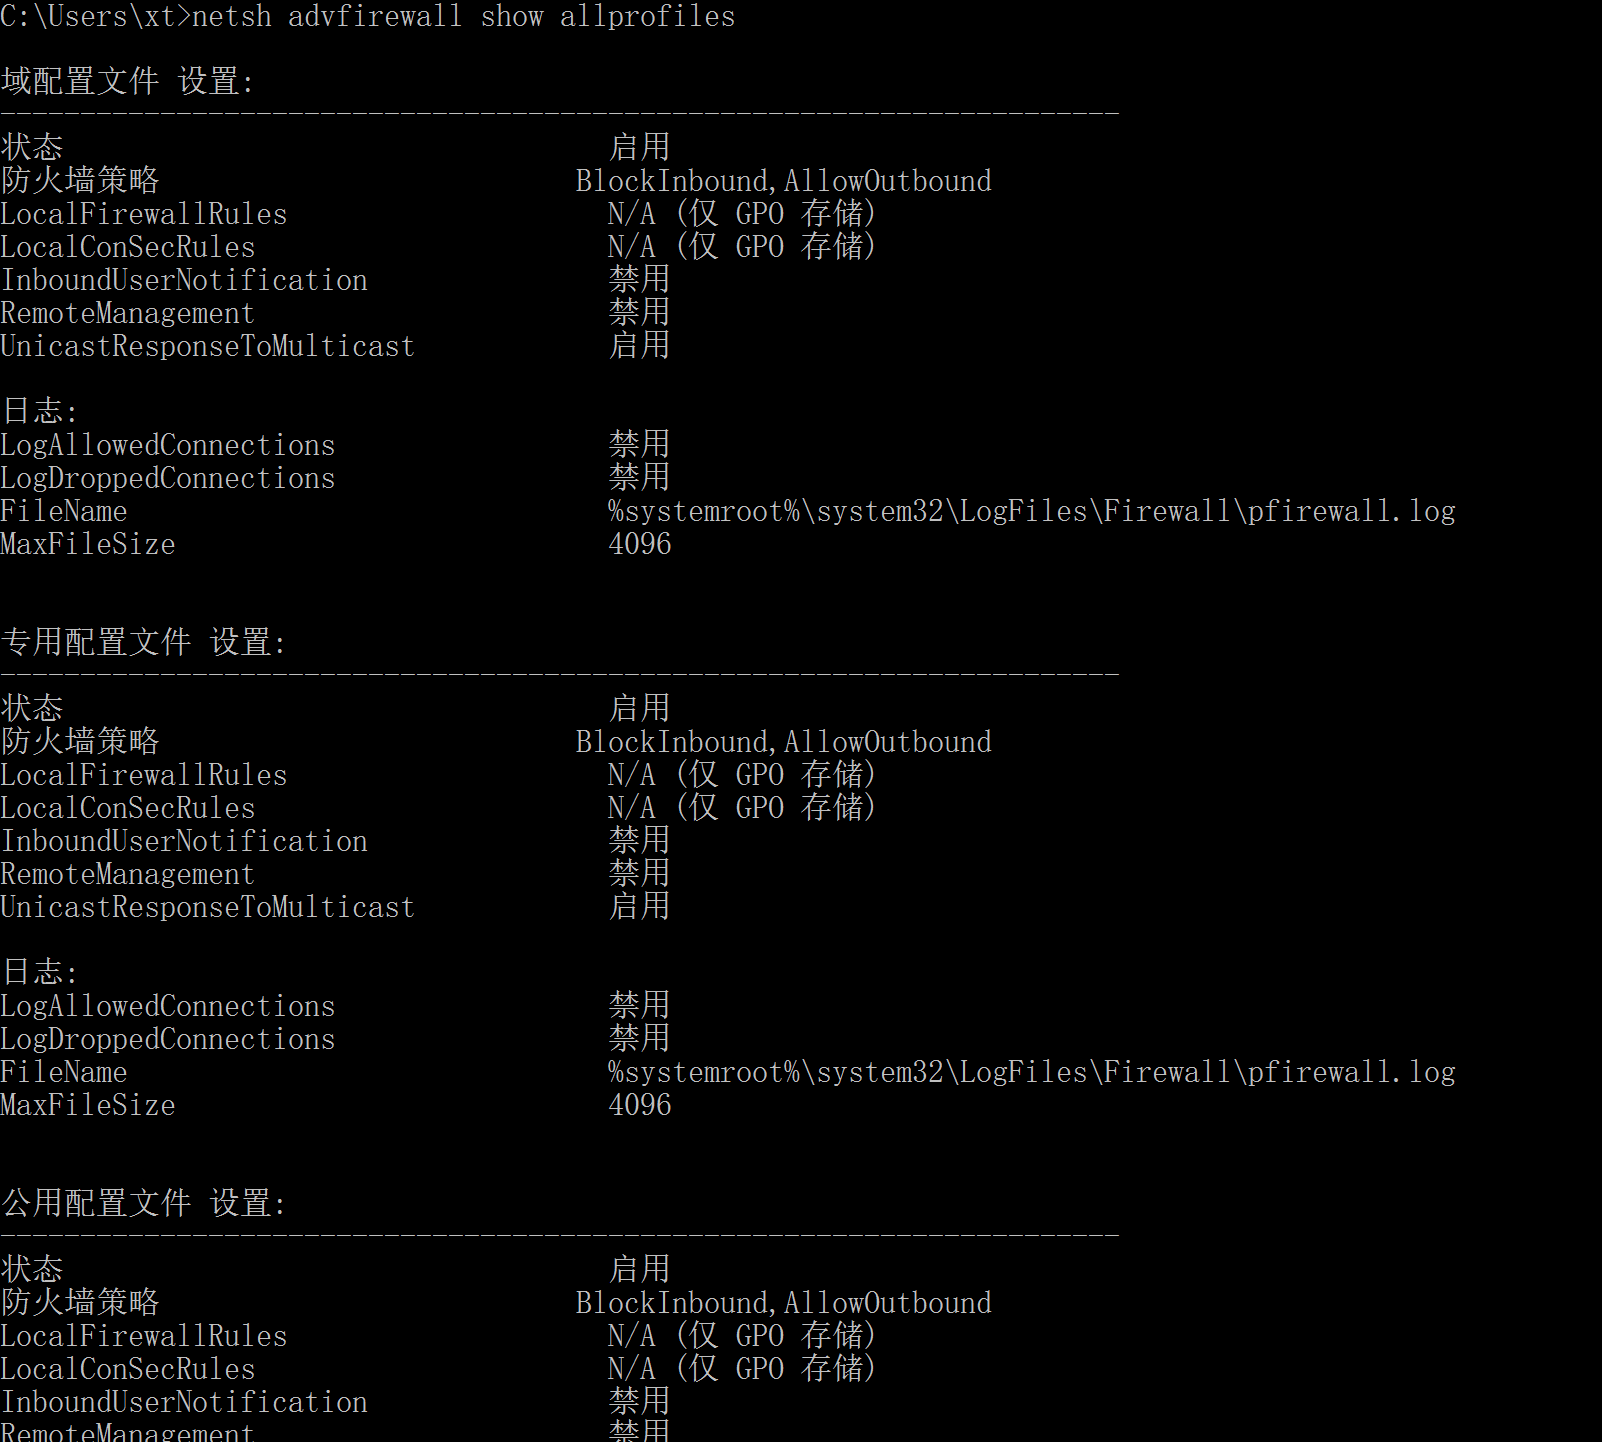 C:\Users\xt>netsh advfirewall show allprofiles
域配置文件 设置:
----------------------------------------------------------------------
状态 启用
防火墙策略 BlockInbound,AllowOutbound
LocalFirewallRules N/A (仅 GPO 存储)
LocalConSecRules N/A (仅 GPO 存储)
InboundUserNotification 禁用
RemoteManagement 禁用
UnicastResponseToMulticast 启用
日志:
LogAllowedConnections 禁用
LogDroppedConnections 禁用
FileName %systemroot%\system32\LogFiles\Firewall\pfirewall.log
MaxFileSize 4096
专用配置文件 设置:
----------------------------------------------------------------------
状态 启用
防火墙策略 BlockInbound,AllowOutbound
LocalFirewallRules N/A (仅 GPO 存储)
LocalConSecRules N/A (仅 GPO 存储)
InboundUserNotification 禁用
RemoteManagement 禁用
UnicastResponseToMulticast 启用
日志:
LogAllowedConnections 禁用
LogDroppedConnections 禁用
FileName %systemroot%\system32\LogFiles\Firewall\pfirewall.log
MaxFileSize 4096
公用配置文件 设置:
----------------------------------------------------------------------
状态 启用
防火墙策略 BlockInbound,AllowOutbound
LocalFirewallRules N/A (仅 GPO 存储)
LocalConSecRules N/A (仅 GPO 存储)
InboundUserNotification 禁用
RemoteManagement 禁用